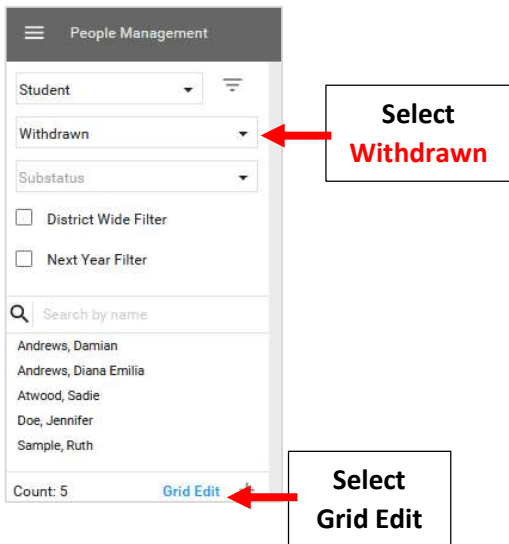 People Management
Student
Withdrawn
Select
Withdrawn
Substatus
District Wide Filter
Next Year Filter
Search by name
Andrews, Damian
Andrews, Diana Emilia
Atwood, Sadie
Doe, Jennifer
Sample, Ruth
Count: 5 Grid Edit
Select
Grid Edit